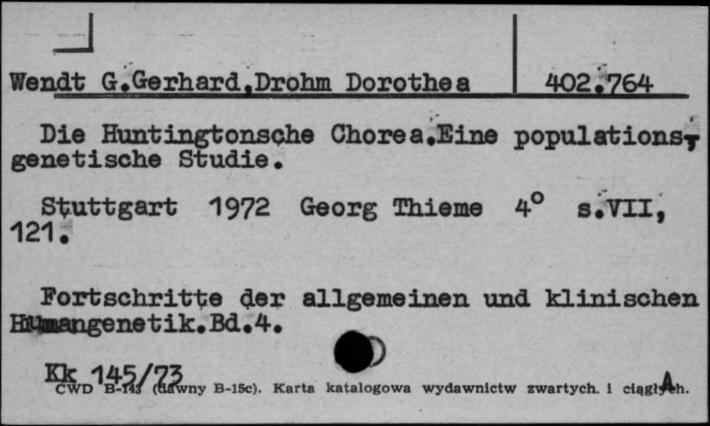 Wendt G.Gerhard,Drohm Dorothea 402.764
Die Huntingtonsche Chorea.Eine populations-
genetische Studie.
Stuttgart 1972 Georg Thieme 4° s.VII,
121.
Fortschritte der allgemeinen und klinischen
Humangenetik.Bd.4.
Kk 145/73 A
CWD B-143 (dawny B-15c). Karta katalogowa wydawnictw zwartych. i ciągłych.